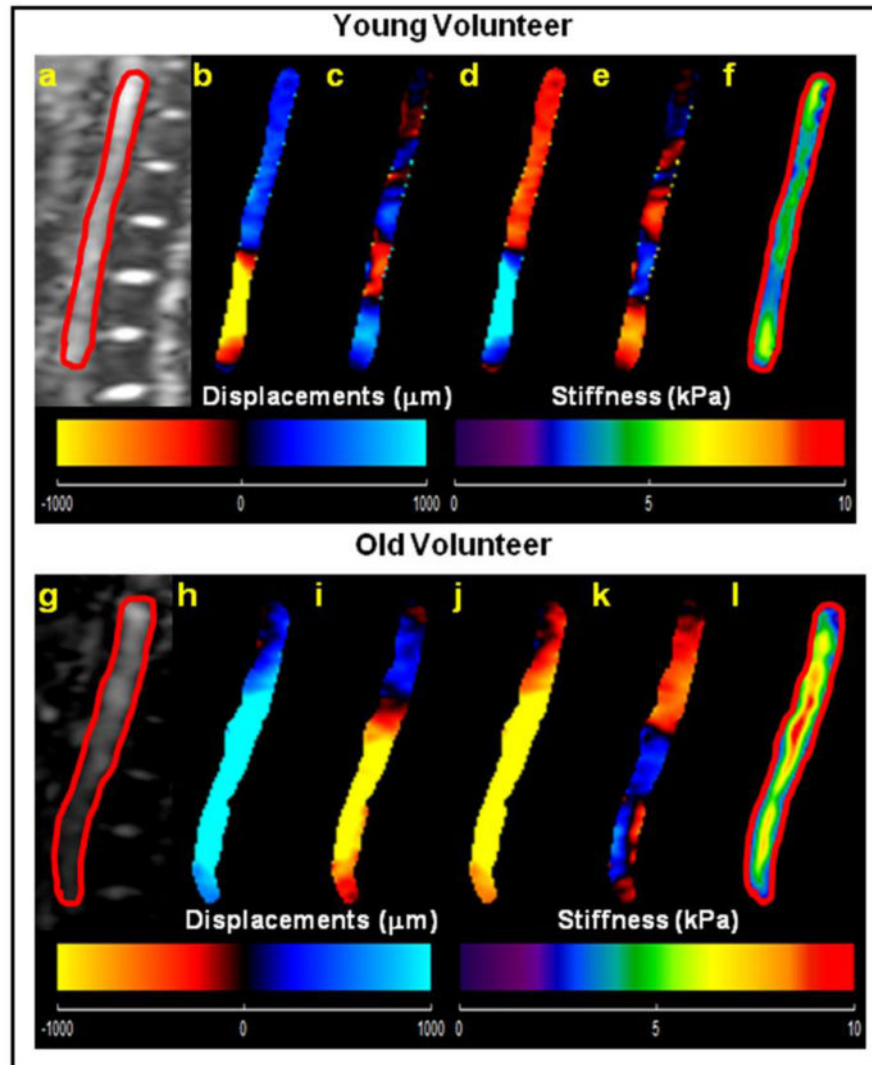 Young Volunteer
a b c d e f
Displacements (µm) Stiffness (kPa)
-1000 0 1000 0 5 10
Old Volunteer
g h i j k l
Displacements (µm) Stiffness (kPa)
-1000 0 1000 0 5 10